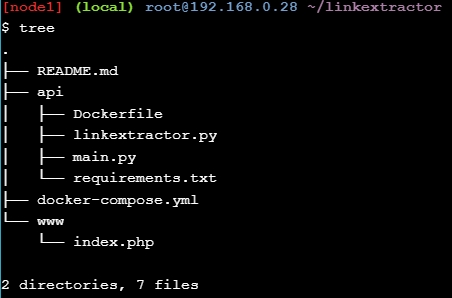 [node1] (local) root@192.168.0.28 ~/linkextractor
$ tree
.
├── README.md
├── api
│   ├── Dockerfile
│   ├── linkextractor.py
│   ├── main.py
│   └── requirements.txt
├── docker-compose.yml
└── www
    └── index.php
2 directories, 7 files